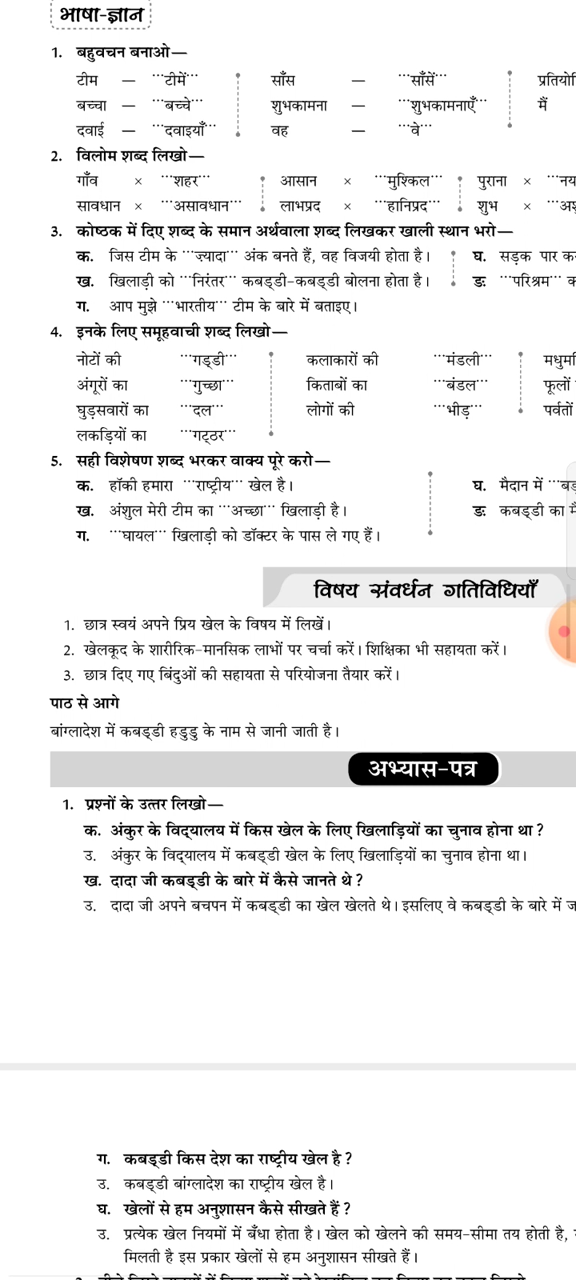 भाषा-ज्ञान
1. बहुवचन बनाओ—
टीम — ˙˙˙टीमें˙˙˙ साँस — ˙˙˙साँसें˙˙˙
बच्चा — ˙˙˙बच्चे˙˙˙ शुभकामना — ˙˙˙शुभकामनाएँ˙˙˙ मैं
दवाई — ˙˙˙दवाइयाँ˙˙˙ वह — ˙˙˙वे˙˙˙
2. विलोम शब्द लिखो—
गाँव × ˙˙˙शहर˙˙˙ आसान × ˙˙˙मुश्किल˙˙˙ पुराना ×
सावधान × ˙˙˙असावधान˙˙˙ लाभप्रद × ˙˙˙हानिप्रद˙˙˙ शुभ ×
3. कोष्ठक में दिए शब्द के समान अर्थवाला शब्द लिखकर खाली स्थान भरो—
क. जिस टीम के ˙˙˙ज़्यादा˙˙˙ अंक बनते हैं, वह विजयी होता है। घ. सड़क पार
ख. खिलाड़ी को ˙˙˙निरंतर˙˙˙ कबड्डी-कबड्डी बोलना होता है। ङ ˙˙˙परिश्रम˙˙˙
ग. आप मुझे ˙˙˙भारतीय˙˙˙ टीम के बारे में बताइए।
4. इनके लिए समूहवाची शब्द लिखो—
नोटों की ˙˙˙गड्डी˙˙˙ कलाकारों की ˙˙˙मंडली˙˙˙
अंगूरों का ˙˙˙गुच्छा˙˙˙ किताबों का ˙˙˙बंडल˙˙˙ फूलों
घुड़सवारों का ˙˙˙दल˙˙˙ लोगों की ˙˙˙भीड़˙˙˙ पर्वतों
लकड़ियों का ˙˙˙गट्ठर˙˙˙
5. सही विशेषण शब्द भरकर वाक्य पूरे करो—
क. हॉकी हमारा ˙˙˙राष्ट्रीय˙˙˙ खेल है। घ. मैदान में
ख. अंशुल मेरी टीम का ˙˙˙अच्छा˙˙˙ खिलाड़ी है। ङ कबड्डी का
ग. ˙˙˙घायल˙˙˙ खिलाड़ी को डॉक्टर के पास ले गए हैं।
विषय संवर्धन गतिविधियाँ
1. छात्र स्वयं अपने प्रिय खेल के विषय में लिखें।
2. खेलकूद के शारीरिक-मानसिक लाभों पर चर्चा करें। शिक्षिका भी सहायता करें।
3. छात्र दिए गए बिंदुओं की सहायता से परियोजना तैयार करें।
पाठ से आगे
बांग्लादेश में कबड्डी हडुडु के नाम से जानी जाती है।
अभ्यास-पत्र
1. प्रश्नों के उत्तर लिखो—
क. अंकुर के विद्यालय में किस खेल के लिए खिलाड़ियों का चुनाव होना था?
उ. अंकुर के विद्यालय में कबड्डी खेल के लिए खिलाड़ियों का चुनाव होना था।
ख. दादा जी कबड्डी के बारे में कैसे जानते थे?
उ. दादा जी अपने बचपन में कबड्डी का खेल खेलते थे। इसलिए वे कबड्डी के बारे में
ग. कबड्डी किस देश का राष्ट्रीय खेल है?
उ. कबड्डी बांग्लादेश का राष्ट्रीय खेल है।
घ. खेलों से हम अनुशासन कैसे सीखते हैं?
उ. प्रत्येक खेल नियमों में बँधा होता है। खेल को खेलने की समय-सीमा तय होती है,
मिलती है इस प्रकार खेलों से हम अनुशासन सीखते हैं।